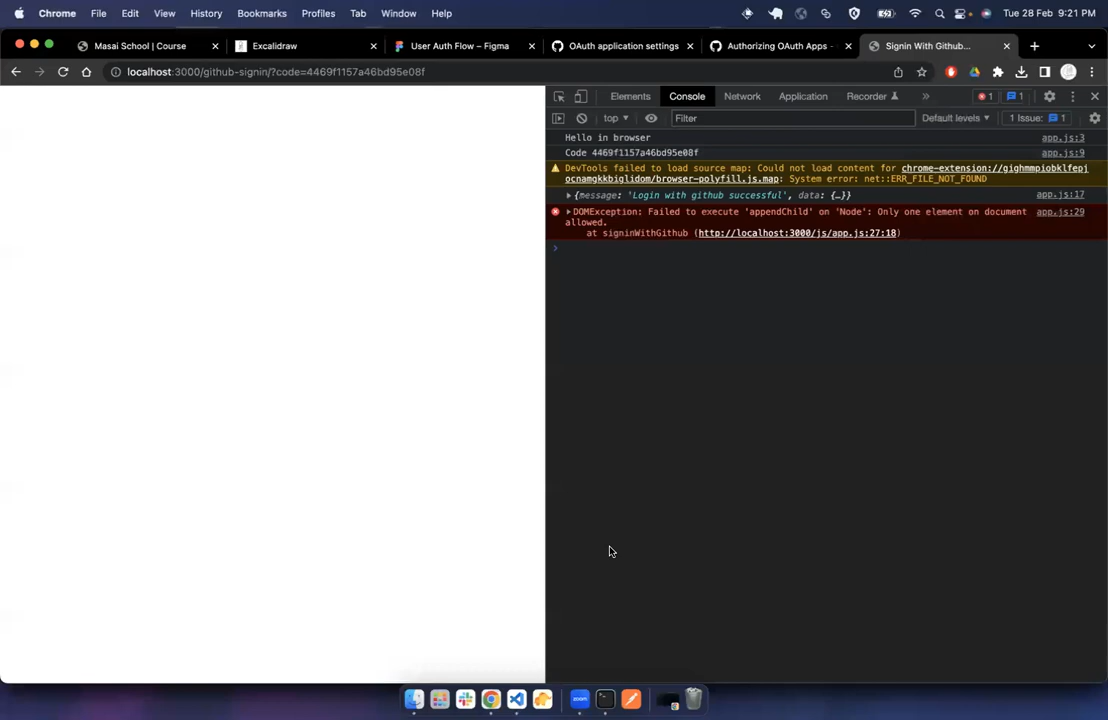 Chrome File Edit View History Bookmarks Profiles Tab Window Help Tue 28 Feb 9:21 PM
Masai School | Course Excalidraw User Auth Flow – Figma OAuth application settings Authorizing OAuth Apps - Signin With Github...
localhost:3000/github-signin/?code=4469f1157a46bd95e08f
Elements Console Network Application Recorder 1 1
top Filter Default levels 1 Issue: 1
Hello in browser app.js:3
Code 4469f1157a46bd95e08f app.js:9
DevTools failed to load source map: Could not load content for chrome-extension://gighmmpiobklfepj
ocnamgkkbiglidom/browser-polyfill.js.map: System error: net::ERR_FILE_NOT_FOUND
{message: 'Login with github successful', data: {…}} app.js:17
DOMException: Failed to execute 'appendChild' on 'Node': Only one element on document app.js:29
allowed.
at signinWithGithub (http://localhost:3000/js/app.js:27:18)
zoom